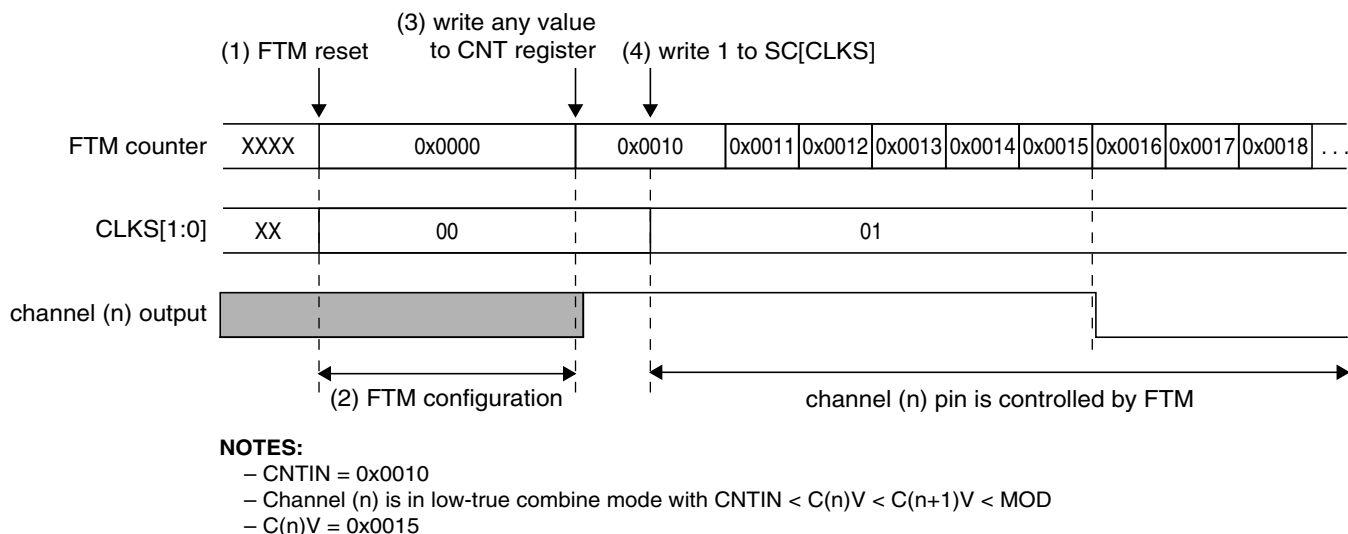 (3) write any value
(1) FTM reset to CNT register (4) write 1 to SC[CLKS]
FTM counter XXXX 0x0000 0x0010 0x0011 0x0012 0x0013 0x0014 0x0015 0x0016 0x0017 0x0018 . . .
CLKS[1:0] XX 00 01
channel (n) output
(2) FTM configuration channel (n) pin is controlled by FTM
NOTES:
– CNTIN = 0x0010
– Channel (n) is in low-true combine mode with CNTIN < C(n)V < C(n+1)V < MOD
– C(n)V = 0x0015